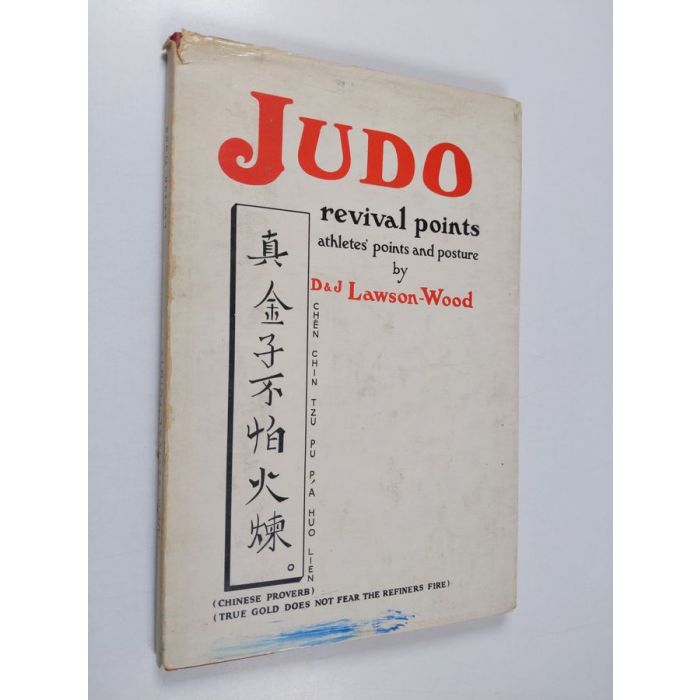 JUDO
revival points
athletes' points and posture
by
D & J Lawson-Wood
真金子不怕火煉。
CHÊN CHIN TZU PU P'A HUO LIEN
(CHINESE PROVERB)
(TRUE GOLD DOES NOT FEAR THE REFINERS FIRE)